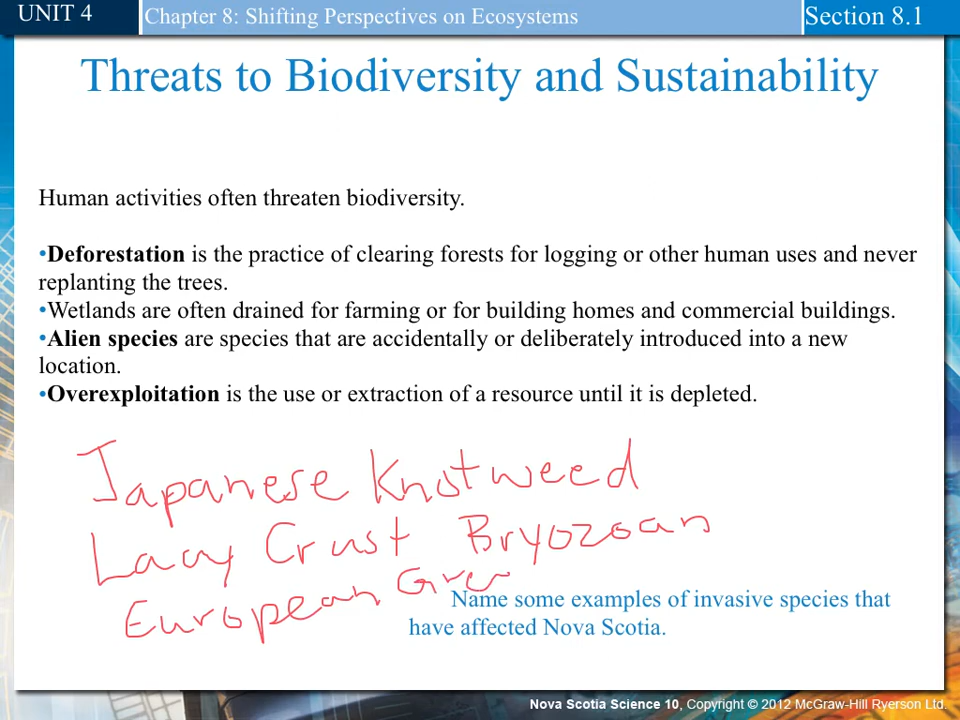 UNIT 4
Chapter 8: Shifting Perspectives on Ecosystems
Section 8.1
Threats to Biodiversity and Sustainability
Human activities often threaten biodiversity.
•Deforestation is the practice of clearing forests for logging or other human uses and never
replanting the trees.
•Wetlands are often drained for farming or for building homes and commercial buildings.
•Alien species are species that are accidentally or deliberately introduced into a new
location.
•Overexploitation is the use or extraction of a resource until it is depleted.
Japanese Knotweed
Lacy Crust Bryozoan
European Gree
Name some examples of invasive species that
have affected Nova Scotia.
Nova Scotia Science 10, Copyright © 2012 McGraw-Hill Ryerson Ltd.